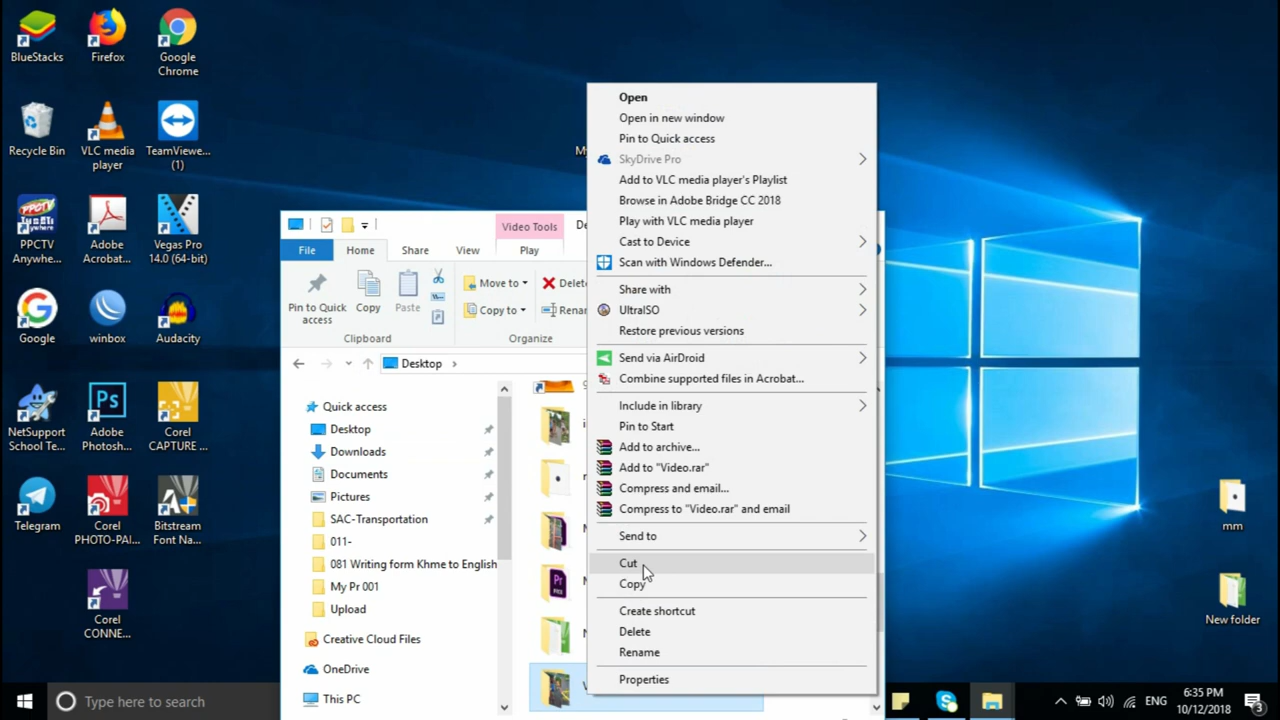 BlueStacks
Firefox
Google
Chrome
Recycle Bin
VLC media
player
TeamViewe...
(1)
PPCTV
Anywhe...
Adobe
Acrobat...
Vegas Pro
14.0 (64-bit)
Google
winbox
Audacity
NetSupport
School Te...
Adobe
Photosh...
Corel
CAPTURE ...
Telegram
Corel
PHOTO-PAI...
Bitstream
Font Na...
Corel
CONNE...
Video Tools
File
Home
Share
View
Play
Pin to Quick
access
Copy
Paste
Move to
Copy to
Clipboard
Organize
Desktop
Quick access
Desktop
Downloads
Documents
Pictures
SAC-Transportation
011-
081 Writing form Khme to English
My Pr 001
Upload
Creative Cloud Files
OneDrive
This PC
Open
Open in new window
Pin to Quick access
SkyDrive Pro
Add to VLC media player's Playlist
Browse in Adobe Bridge CC 2018
Play with VLC media player
Cast to Device
Scan with Windows Defender...
Share with
UltraISO
Restore previous versions
Send via AirDroid
Combine supported files in Acrobat...
Include in library
Pin to Start
Add to archive...
Add to "Video.rar"
Compress and email...
Compress to "Video.rar" and email
Send to
Cut
Copy
Create shortcut
Delete
Rename
Properties
mm
New folder
Type here to search
ENG
6:35 PM
10/12/2018
3